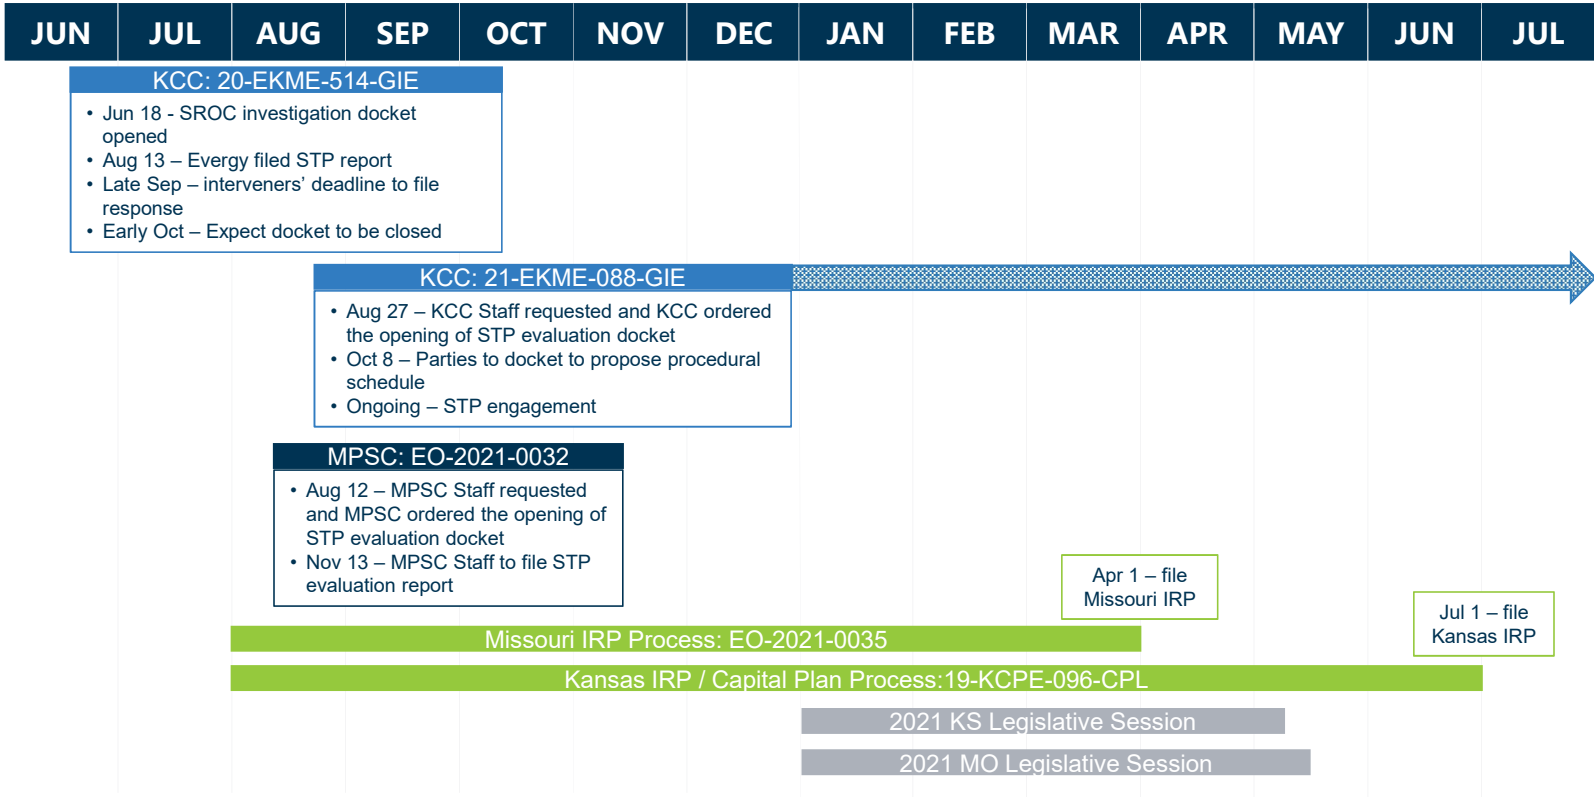 JUN JUL AUG SEP OCT NOV DEC JAN FEB MAR APR MAY JUN JUL
KCC: 20-EKME-514-GIE
• Jun 18 - SROC investigation docket
opened
• Aug 13 – Evergy filed STP report
• Late Sep – interveners’ deadline to file
response
• Early Oct – Expect docket to be closed
KCC: 21-EKME-088-GIE
• Aug 27 – KCC Staff requested and KCC ordered
the opening of STP evaluation docket
• Oct 8 – Parties to docket to propose procedural
schedule
• Ongoing – STP engagement
MPSC: EO-2021-0032
• Aug 12 – MPSC Staff requested
and MPSC ordered the opening of
STP evaluation docket
• Nov 13 – MPSC Staff to file STP
evaluation report
Apr 1 – file
Missouri IRP
Jul 1 – file
Kansas IRP
Missouri IRP Process: EO-2021-0035
Kansas IRP / Capital Plan Process:19-KCPE-096-CPL
2021 KS Legislative Session
2021 MO Legislative Session